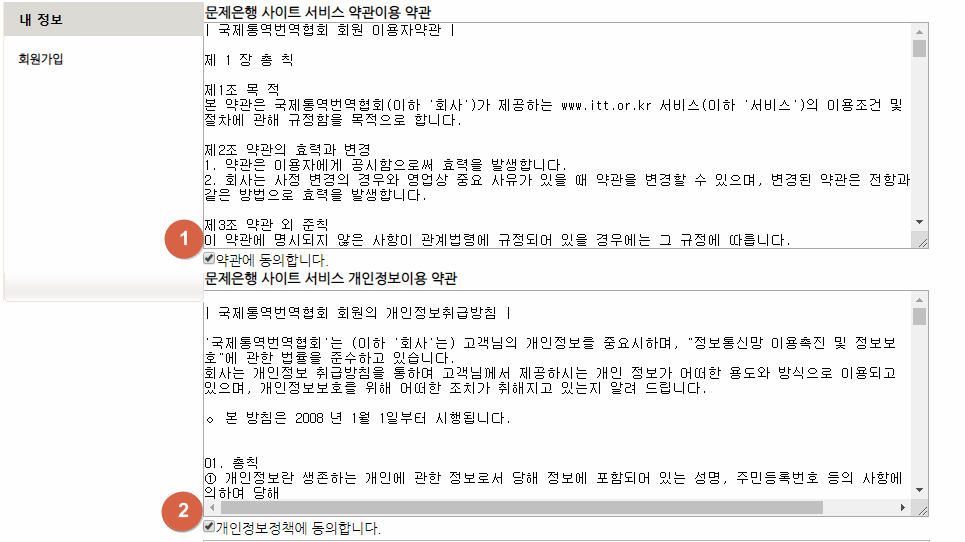 내 정보
회원가입
문제은행 사이트 서비스 약관이용 약관
| 국제통역번역협회 회원 이용자약관 |
제 1 장 총 칙
제1조 목 적
본 약관은 국제통역번역협회(이하 '회사')가 제공하는 www.itt.or.kr 서비스(이하 '서비스')의 이용조건 및
절차에 관해 규정함을 목적으로 합니다.
제2조 약관의 효력과 변경
1. 약관은 이용자에게 공시함으로써 효력을 발생합니다.
2. 회사는 사정 변경의 경우와 영업상 중요 사유가 있을 때 약관을 변경할 수 있으며, 변경된 약관은 전항과
같은 방법으로 효력을 발생합니다.
제3조 약관 외 준칙
이 약관에 명시되지 않은 사항이 관계법령에 규정되어 있을 경우에는 그 규정에 따릅니다.
1
약관에 동의합니다.
문제은행 사이트 서비스 개인정보이용 약관
| 국제통역번역협회 회원의 개인정보취급방침 |
'국제통역번역협회'는 (이하 '회사'는) 고객님의 개인정보를 중요시하며, "정보통신망 이용촉진 및 정보보
호"에 관한 법률을 준수하고 있습니다.
회사는 개인정보 취급방침을 통하여 고객님께서 제공하시는 개인 정보가 어떠한 용도와 방식으로 이용되고
있으며, 개인정보보호를 위해 어떠한 조치가 취해지고 있는지 알려 드립니다.
ο 본 방침은 2008 년 1월 1일부터 시행됩니다.
01. 총칙
① 개인정보란 생존하는 개인에 관한 정보로서 당해 정보에 포함되어 있는 성명, 주민등록번호 등의 사항에
의하여 당해
2
개인정보정책에 동의합니다.